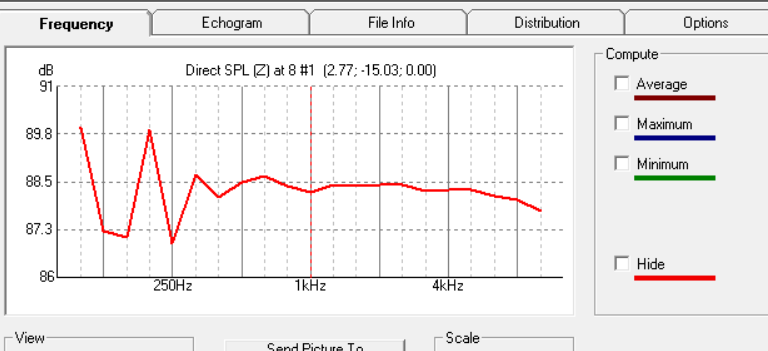 Frequency
Echogram
File Info
Distribution
Options
dB
Direct SPL (Z) at 8 #1 (2.77; -15.03; 0.00)
91
89.8
88.5
87.3
86
250Hz
1kHz
4kHz
Compute
Average
Maximum
Minimum
Hide
View
Send Picture To
Scale